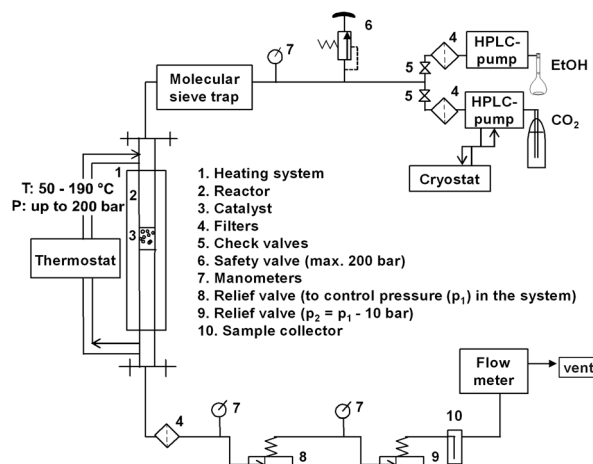 6
7
4
HPLC-
pump
EtOH
Molecular
sieve trap
5
5
4
HPLC-
pump
CO₂
Cryostat
T: 50 - 190 °C
P: up to 200 bar
1
2
3
Thermostat
1. Heating system
2. Reactor
3. Catalyst
4. Filters
5. Check valves
6. Safety valve (max. 200 bar)
7. Manometers
8. Relief valve (to control pressure (p₁) in the system)
9. Relief valve (p₂ = p₁ - 10 bar)
10. Sample collector
Flow
meter
vent
4
7
7
10
8
9